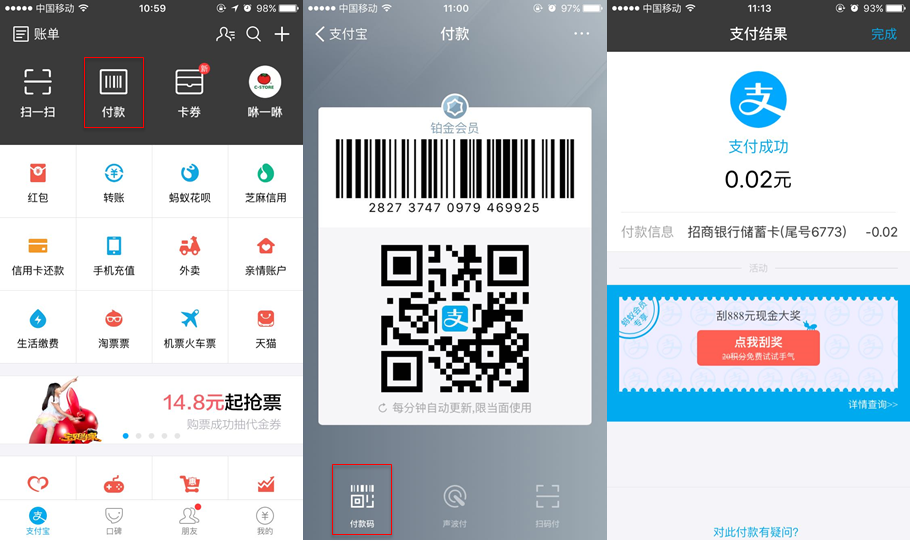 中国移动
10:59
98%
账单
新
C-STORE
扫一扫
付款
卡券
咻一咻
红包
转账
蚂蚁花呗
芝麻信用
信用卡还款
手机充值
外卖
亲情账户
生活缴费
淘票票
机票火车票
天猫
14.8元起抢票
购票成功抽代金券
支付宝
口碑
朋友
我的
中国移动
11:00
97%
支付宝
付款
铂金会员
2827 3747 0979 469925
支
每分钟自动更新,限当面使用
付款码
声波付
扫码付
中国移动
11:13
93%
支付结果
完成
支
支付成功
0.02元
付款信息
招商银行储蓄卡(尾号6773)
-0.02
活动
蚂蚁会员
专享
刮888元现金大奖
点我刮奖
20积分免费试试手气
详情查询>>
对此付款有疑问?